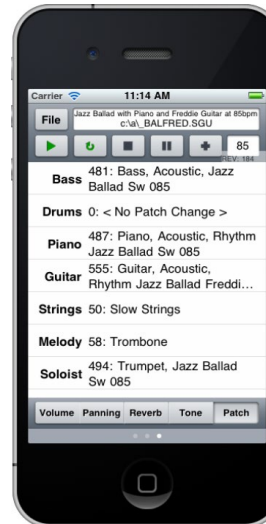 Carrier 11:14 AM
File
Jazz Ballad with Piano and Freddie Guitar at 85bpm
c:\a\_BALFRED.SGU
85
REV: 184
Bass 481: Bass, Acoustic, Jazz
Ballad Sw 085
Drums 0: < No Patch Change >
Piano 487: Piano, Acoustic, Rhythm
Jazz Ballad Sw 085
Guitar 555: Guitar, Acoustic,
Rhythm Jazz Ballad Freddi...
Strings 50: Slow Strings
Melody 58: Trombone
Soloist 494: Trumpet, Jazz Ballad
Sw 085
Volume Panning Reverb Tone Patch